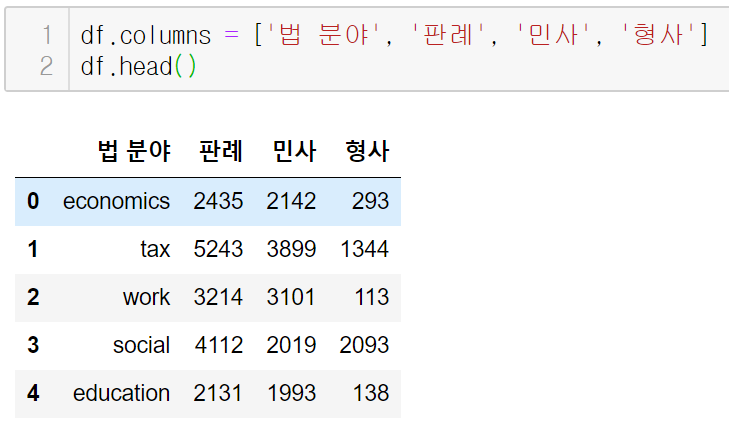 1 df.columns = ['법 분야', '판례', '민사', '형사']
2 df.head()
법 분야 판례 민사 형사
0 economics 2435 2142 293
1 tax 5243 3899 1344
2 work 3214 3101 113
3 social 4112 2019 2093
4 education 2131 1993 138